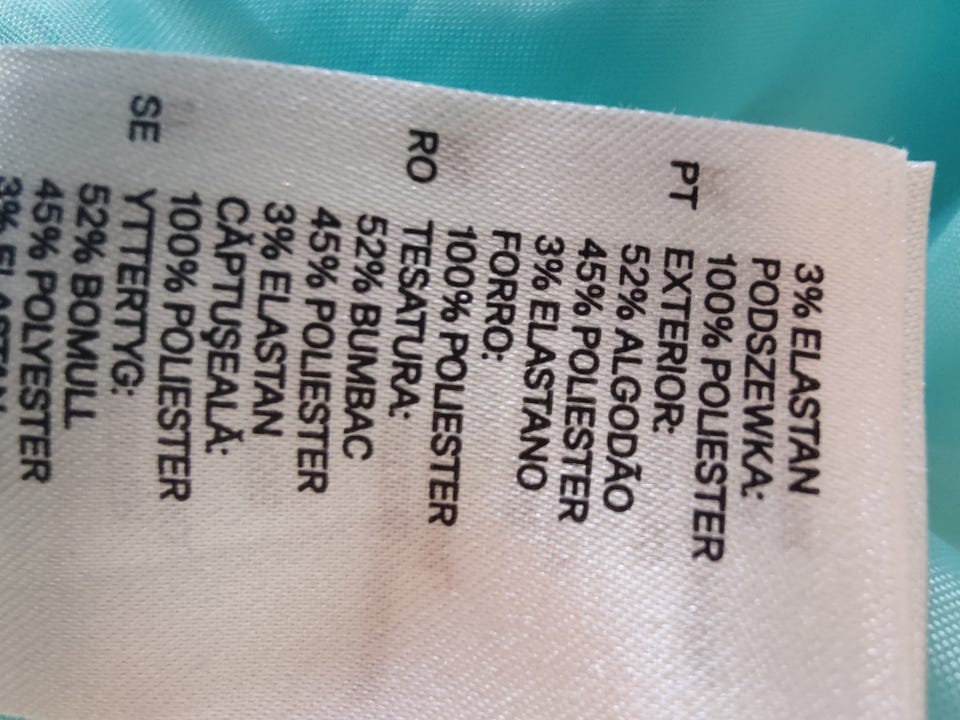 3% ELASTAN
PODSZEWKA:
100% POLIESTER
PT EXTERIOR:
52% ALGODÃO
45% POLIESTER
3% ELASTANO
FORRO:
100% POLIESTER
RO TESATURA:
52% BUMBAC
45% POLIESTER
3% ELASTAN
CĂPTUŞEALĂ:
100% POLIESTER
SE YTTERTYG:
52% BOMULL
45% POLYESTER
3%